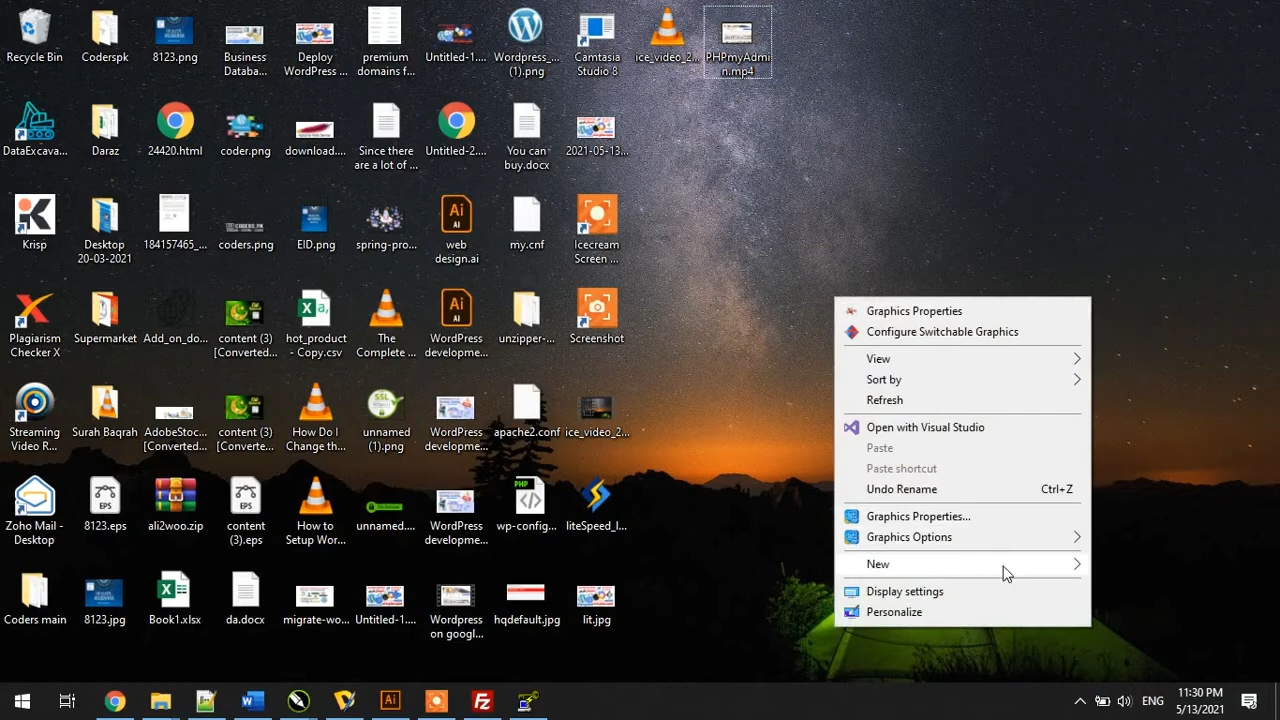 Recycle Bin
Coderspk
8123.png
Business
Databa...
Deploy
WordPress ...
premium
domains f...
Untitled-1....
Wordpress_...
(1).png
Camtasia
Studio 8
ice_video_2...
PHPmyAdmi
n.mp4
DataExcava...
Daraz
24420.html
coder.png
download....
Since there
are a lot of ...
Untitled-2....
You can
buy.docx
2021-05-13...
Krisp
Desktop
20-03-2021
184157465_...
coders.png
EID.png
spring-pro...
Ai
AI
web
design.ai
my.cnf
Icecream
Screen ...
Plagiarism
Checker X
Supermarket
Add_on_do...
content (3)
[Converted...
hot_product
- Copy.csv
The
Complete ...
Ai
AI
WordPress
developme...
unzipper-...
Screenshot
Streaming
Video R...
Surah Baqrah
AdobeStoc...
[Converted...
content (3)
[Converte...
How Do I
Change th...
SSL
unnamed
(1).png
WordPress
developme...
apache2.conf
ice_video_2...
Zoho Mail -
Desktop
EPS
8123.eps
ali2woo.zip
EPS
content
(3).eps
How to
Setup Wor...
unnamed....
WordPress
developme...
PHP
wp-config...
liteSpeed_l...
Coders main
8123.jpg
Book1.xlsx
da.docx
migrate-wo...
Untitled-1....
Wordpress
on googl...
hqdefault.jpg
lit.jpg
Graphics Properties
Configure Switchable Graphics
View
Sort by
Refresh
Open with Visual Studio
Paste
Paste shortcut
Undo Rename Ctrl+Z
Graphics Properties...
Graphics Options
New
Display settings
Personalize
Ai
ENG
:30 PM
5/13/2021